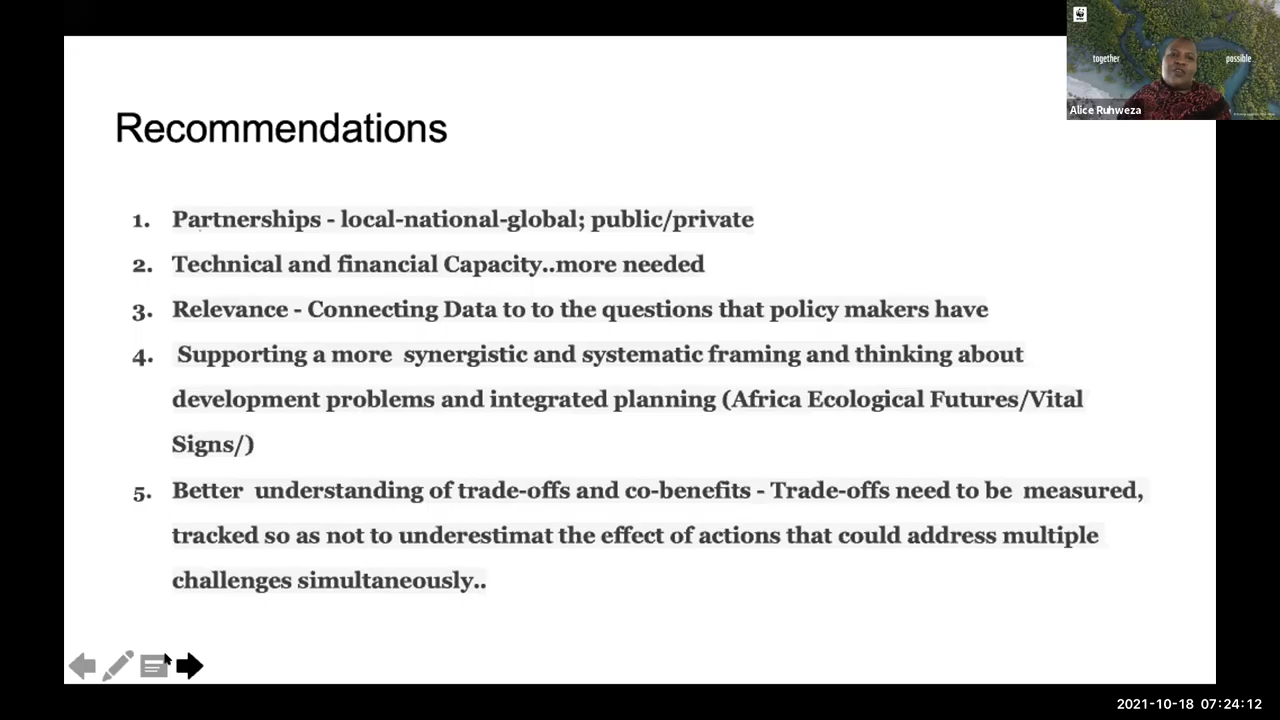 together
possible
Alice Ruhweza
Recommendations
1. Partnerships - local-national-global; public/private
2. Technical and financial Capacity..more needed
3. Relevance - Connecting Data to to the questions that policy makers have
4. Supporting a more synergistic and systematic framing and thinking about
development problems and integrated planning (Africa Ecological Futures/Vital
Signs/)
5. Better understanding of trade-offs and co-benefits - Trade-offs need to be measured,
tracked so as not to underestimat the effect of actions that could address multiple
challenges simultaneously..
2021-10-18 07:24:12